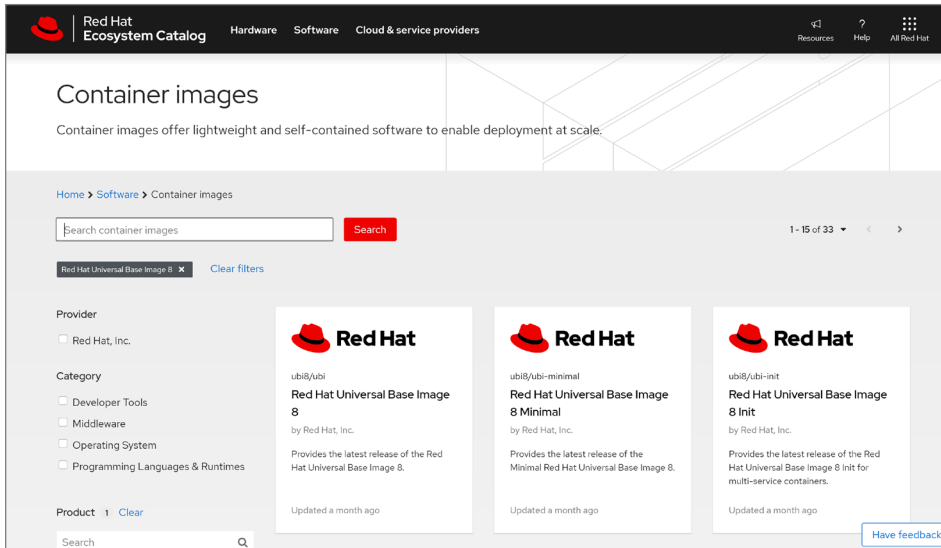 Red Hat
Ecosystem Catalog
Hardware
Software
Cloud & service providers
Resources
Help
All Red Hat
Container images
Container images offer lightweight and self-contained software to enable deployment at scale.
Home > Software > Container images
Search container images
Search
1 - 15 of 33
Red Hat Universal Base Image 8 ×
Clear filters
Provider
Red Hat, Inc.
Category
Developer Tools
Middleware
Operating System
Programming Languages & Runtimes
Product 1 Clear
Search
Red Hat
ubi8/ubi
Red Hat Universal Base Image
8
by Red Hat, Inc.
Provides the latest release of the Red
Hat Universal Base Image 8.
Updated a month ago
Red Hat
ubi8/ubi-minimal
Red Hat Universal Base Image
8 Minimal
by Red Hat, Inc.
Provides the latest release of the
Minimal Red Hat Universal Base Image 8.
Updated a month ago
Red Hat
ubi8/ubi-init
Red Hat Universal Base Image
8 Init
by Red Hat, Inc.
Provides the latest release of the Red
Hat Universal Base Image 8 Init for
multi-service containers.
Updated a month ago
Have feedback